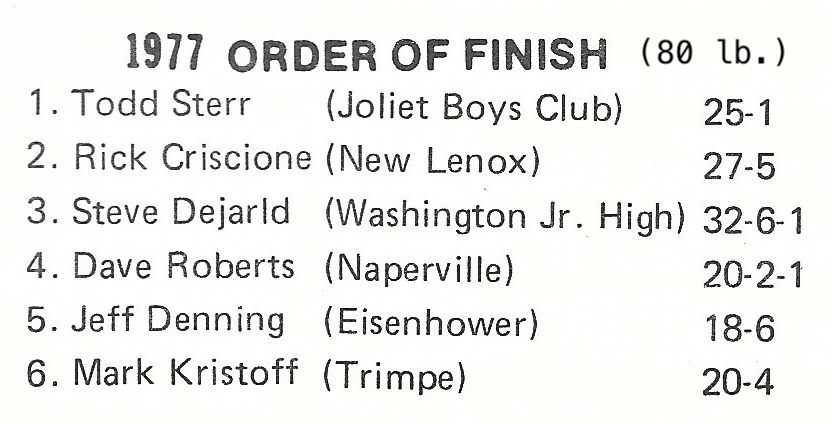 1977 ORDER OF FINISH (80 lb.)
1. Todd Sterr (Joliet Boys Club) 25-1
2. Rick Criscione (New Lenox) 27-5
3. Steve Dejarld (Washington Jr. High) 32-6-1
4. Dave Roberts (Naperville) 20-2-1
5. Jeff Denning (Eisenhower) 18-6
6. Mark Kristoff (Trimpe) 20-4